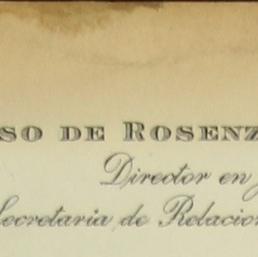 SO DE ROSENZ
Director en J
Secretaria de Relacion